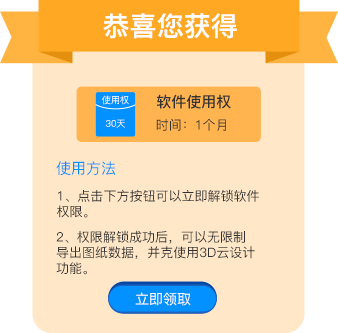 恭喜您获得
使用权
30天
软件使用权
时间：1个月
使用方法
1、点击下方按钮可以立即解锁软件
权限。
2、权限解锁成功后，可以无限制
导出图纸数据，并克使用3D云设计
功能。
立即领取